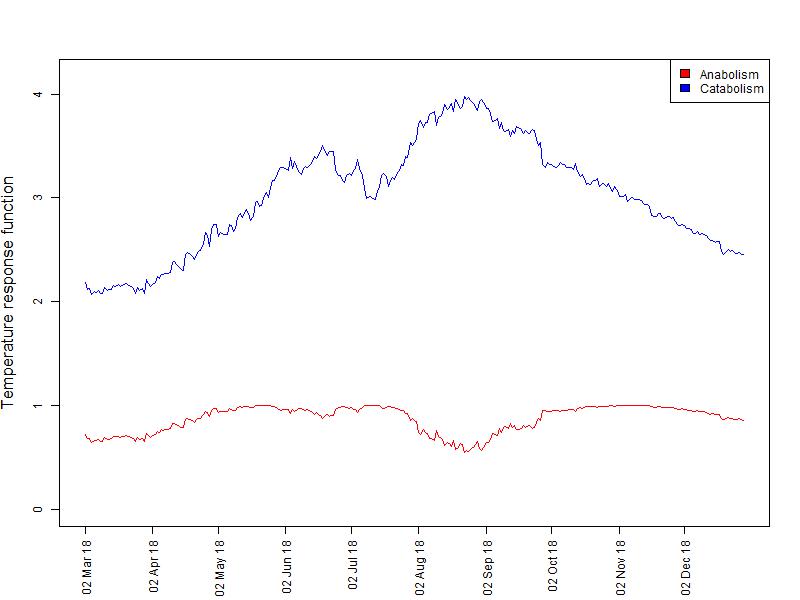 Anabolism
Catabolism
Temperature response function
4
3
2
1
0
02 Mar 18
02 Apr 18
02 May 18
02 Jun 18
02 Jul 18
02 Aug 18
02 Sep 18
02 Oct 18
02 Nov 18
02 Dec 18